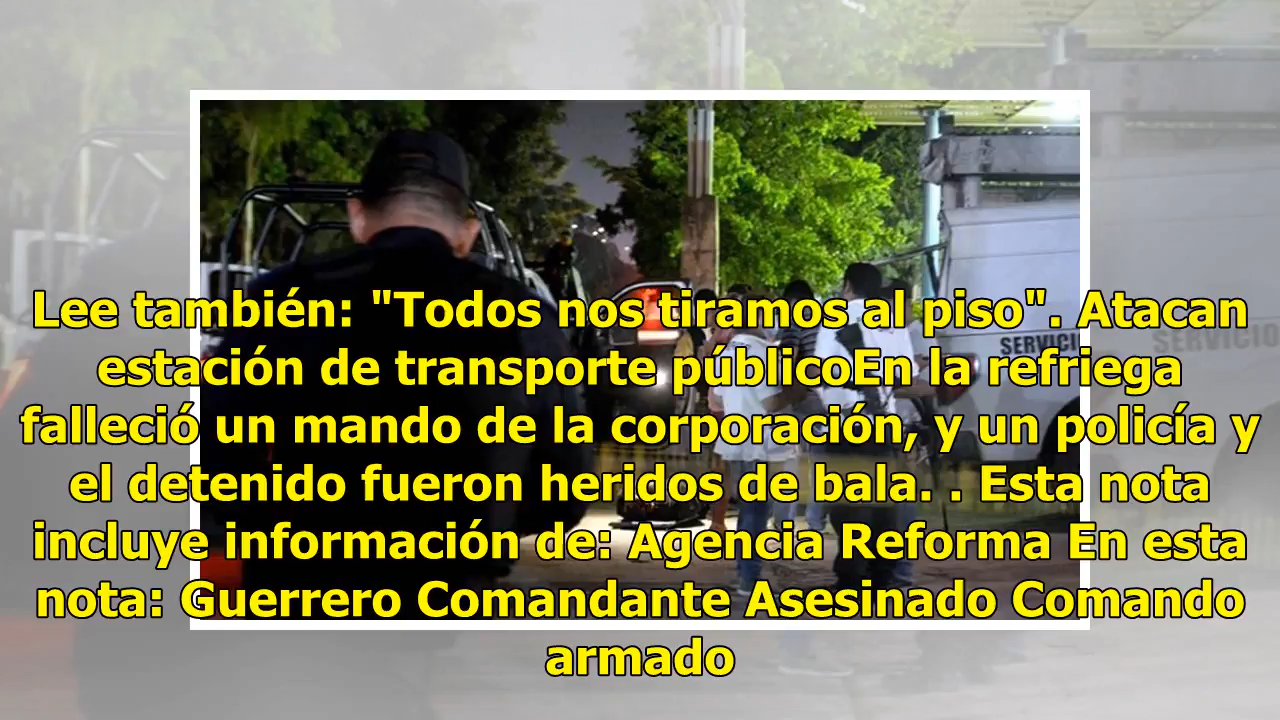 Lee también: "Todos nos tiramos al piso". Atacan
estación de transporte públicoEn la refriega
falleció un mando de la corporación, y un policía y
el detenido fueron heridos de bala. . Esta nota
incluye información de: Agencia Reforma En esta
nota: Guerrero Comandante Asesinado Comando
armado
SERVICI
SERVICIO